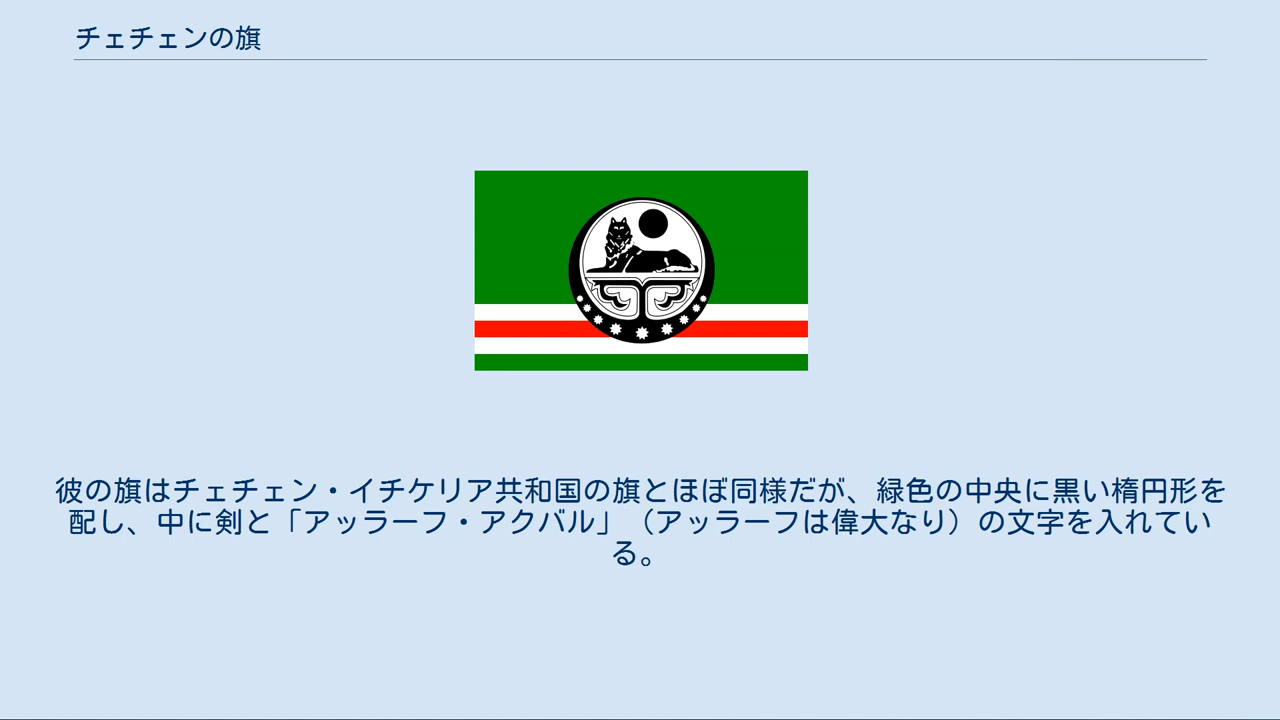 チェチェンの旗
彼の旗はチェチェン・イチケリア共和国の旗とほぼ同様だが、緑色の中央に黒い楕円形を
配し、中に剣と「アッラーフ・アクバル」（アッラーフは偉大なり）の文字を入れてい
る。